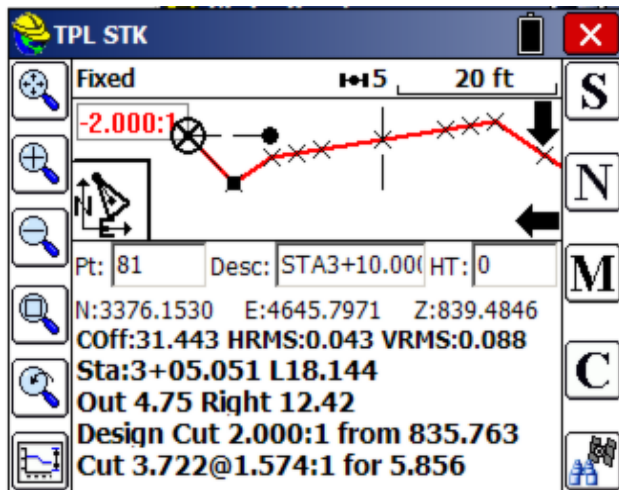 TPL STK
Fixed 5 20 ft
-2.000:1
N
E
S
N
M
C
Pt: 81 Desc: STA3+10.00( HT: 0
N:3376.1530 E:4645.7971 Z:839.4846
COff:31.443 HRMS:0.043 VRMS:0.088
Sta:3+05.051 L18.144
Out 4.75 Right 12.42
Design Cut 2.000:1 from 835.763
Cut 3.722@1.574:1 for 5.856